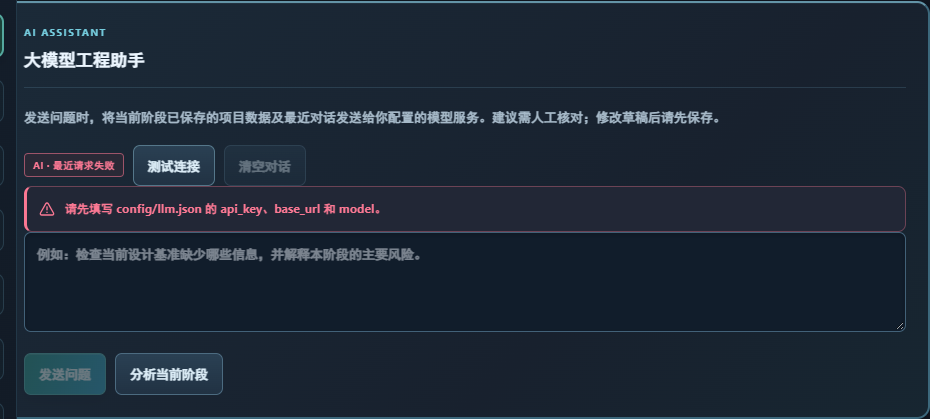 AI ASSISTANT
大模型工程助手
发送问题时，将当前阶段已保存的项目数据及最近对话发送给你配置的模型服务。建议需人工核对；修改草稿后请先保存。
AI · 最近请求失败
测试连接
清空对话
请先填写 config/llm.json 的 api_key、base_url 和 model。
例如：检查当前设计基准缺少哪些信息，并解释本阶段的主要风险。
发送问题
分析当前阶段